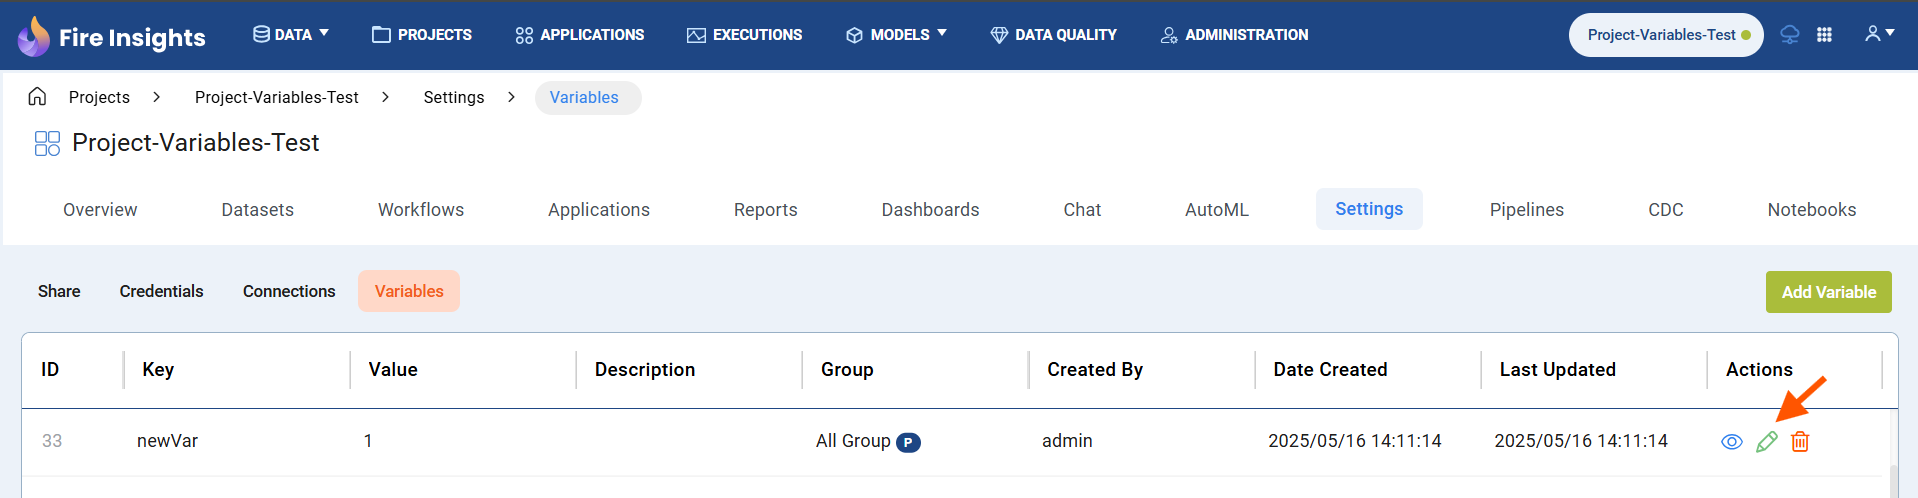 Fire Insights DATA PROJECTS APPLICATIONS EXECUTIONS MODELS DATA QUALITY ADMINISTRATION Project-Variables-Test
Projects > Project-Variables-Test > Settings > Variables
Project-Variables-Test
Overview Datasets Workflows Applications Reports Dashboards Chat AutoML Settings Pipelines CDC Notebooks
Share Credentials Connections Variables Add Variable
ID Key Value Description Group Created By Date Created Last Updated Actions
33 newVar 1 All Group P admin 2025/05/16 14:11:14 2025/05/16 14:11:14